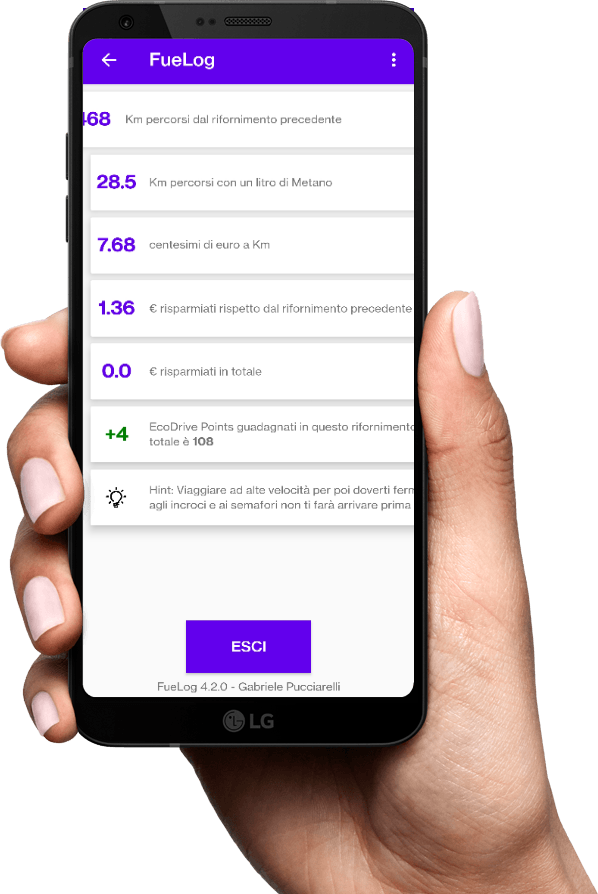 FueLog
468 Km percorsi dal rifornimento precedente
28.5 Km percorsi con un litro di Metano
7.68 centesimi di euro a Km
1.36 € risparmiati rispetto dal rifornimento precedente
0.0 € risparmiati in totale
+4 EcoDrive Points guadagnati in questo rifornimento
totale è 108
Hint: Viaggiare ad alte velocità per poi doverti ferm
agli incroci e ai semafori non ti farà arrivare prima
ESCI
FueLog 4.2.0 - Gabriele Pucciarelli
LG